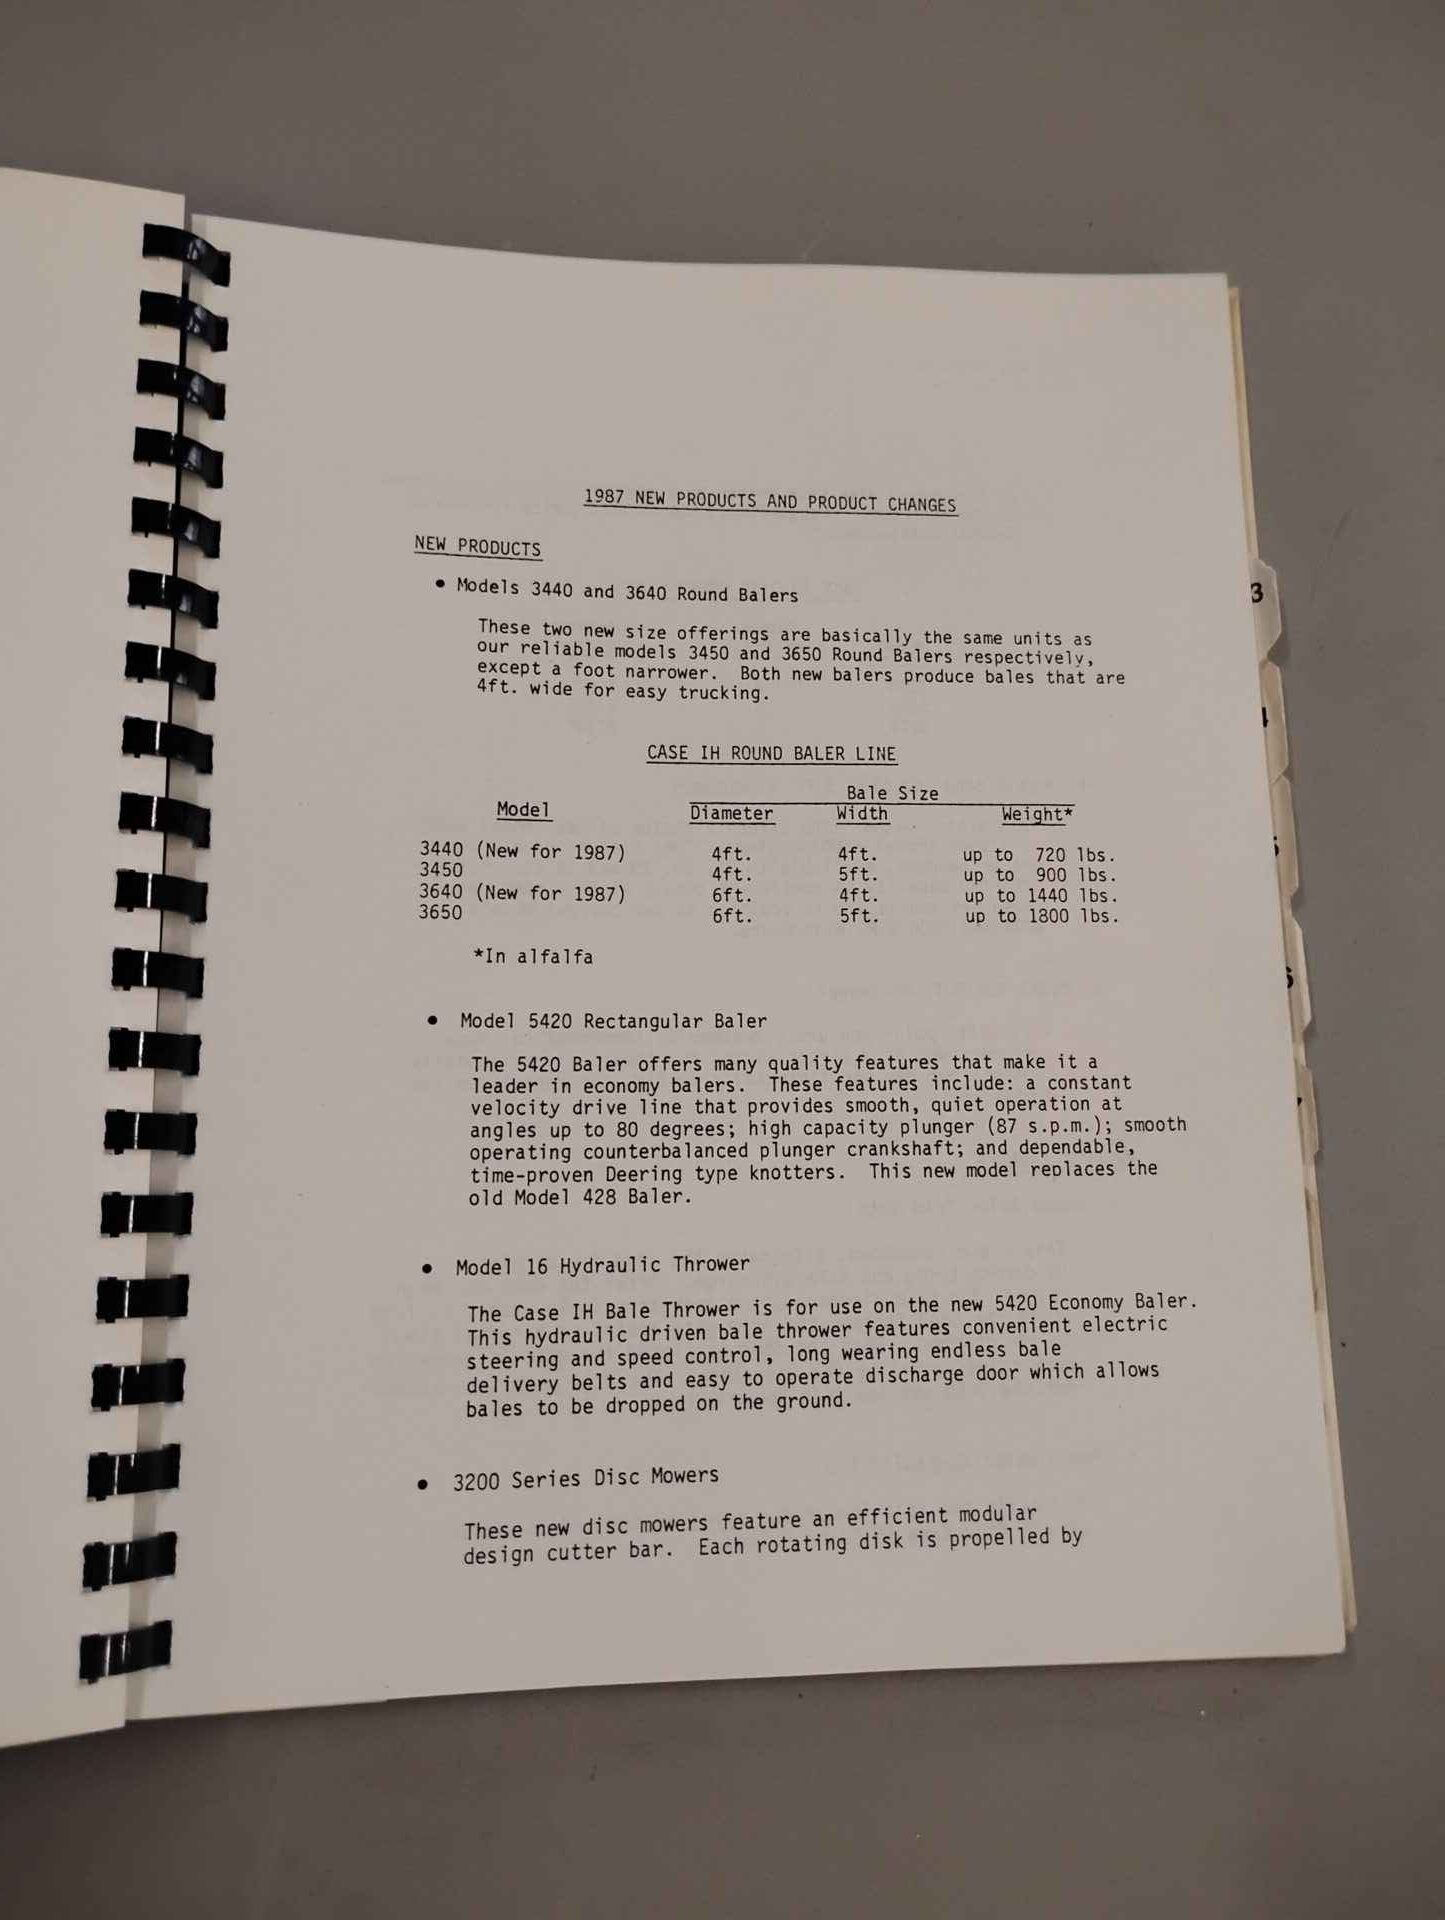 1987 NEW PRODUCTS AND PRODUCT CHANGES
NEW PRODUCTS
• Models 3440 and 3640 Round Balers
These two new size offerings are basically the same units as
our reliable models 3450 and 3650 Round Balers respectively,
except a foot narrower. Both new balers produce bales that are
4ft. wide for easy trucking.
CASE IH ROUND BALER LINE
Bale Size
Model Diameter Width Weight*
3440 (New for 1987) 4ft. 4ft. up to 720 lbs.
3450 4ft. 5ft. up to 900 lbs.
3640 (New for 1987) 6ft. 4ft. up to 1440 lbs.
3650 6ft. 5ft. up to 1800 lbs.
*In alfalfa
• Model 5420 Rectangular Baler
The 5420 Baler offers many quality features that make it a
leader in economy balers. These features include: a constant
velocity drive line that provides smooth, quiet operation at
angles up to 80 degrees; high capacity plunger (87 s.p.m.); smooth
operating counterbalanced plunger crankshaft; and dependable,
time-proven Deering type knotters. This new model replaces the
old Model 428 Baler.
• Model 16 Hydraulic Thrower
The Case IH Bale Thrower is for use on the new 5420 Economy Baler.
This hydraulic driven bale thrower features convenient electric
steering and speed control, long wearing endless bale
delivery belts and easy to operate discharge door which allows
bales to be dropped on the ground.
• 3200 Series Disc Mowers
These new disc mowers feature an efficient modular
design cutter bar. Each rotating disk is propelled by
3